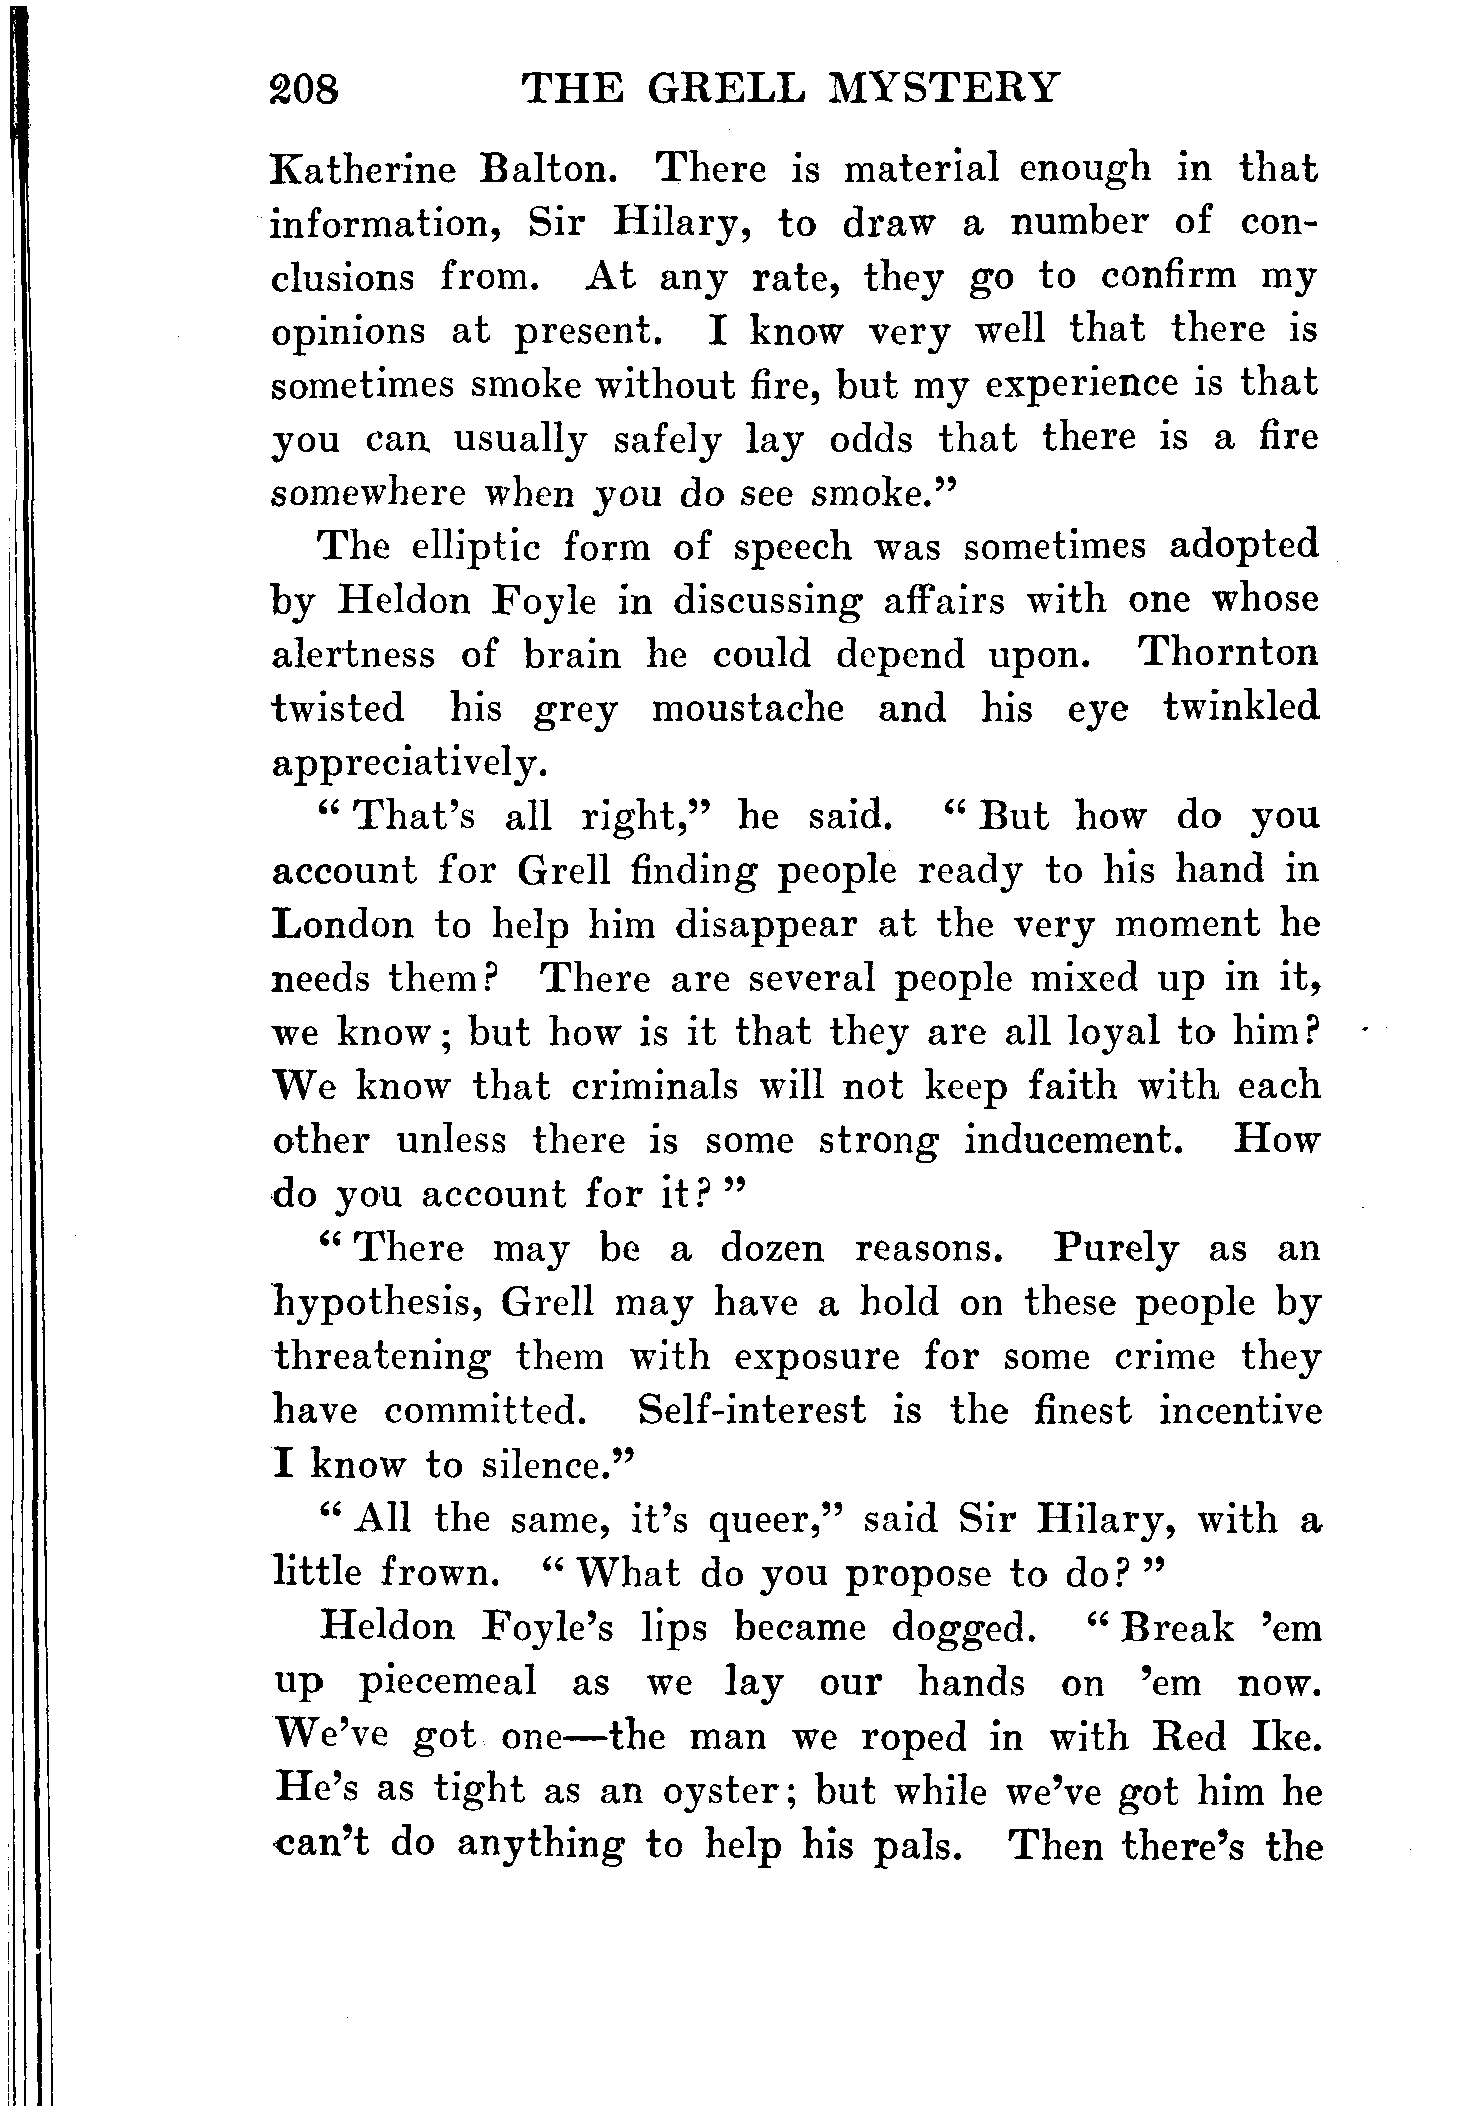 208 THE GRELL MYSTERY
Katherine Balton. There is material enough in that
information, Sir Hilary, to draw a number of con-
clusions from. At any rate, they go to confirm my
opinions at present. I know very well that there is
sometimes smoke without fire, but my experience is that
you can usually safely lay odds that there is a fire
somewhere when you do see smoke.”
The elliptic form of speech was sometimes adopted
by Heldon Foyle in discussing affairs with one whose
alertness of brain he could depend upon. Thornton
twisted his grey moustache and his eye twinkled
appreciatively.
“ That’s all right,” he said. “ But how do you
account for Grell finding people ready to his hand in
London to help him disappear at the very moment he
needs them? There are several people mixed up in it,
we know ; but how is it that they are all loyal to him?
We know that criminals will not keep faith with each
other unless there is some strong inducement. How
do you account for it? ”
“ There may be a dozen reasons. Purely as an
hypothesis, Grell may have a hold on these people by
threatening them with exposure for some crime they
have committed. Self-interest is the finest incentive
I know to silence.”
“ All the same, it’s queer,” said Sir Hilary, with a
little frown. “ What do you propose to do? ”
Heldon Foyle’s lips became dogged. “ Break ’em
up piecemeal as we lay our hands on ’em now.
We’ve got one—the man we roped in with Red Ike.
He’s as tight as an oyster ; but while we’ve got him he
can’t do anything to help his pals. Then there’s the